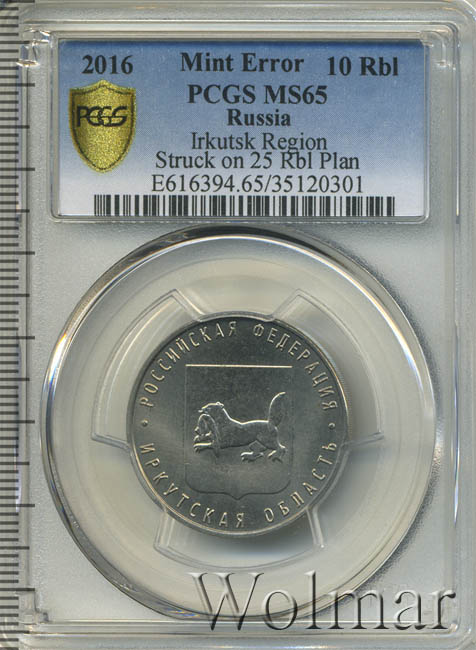 2016 Mint Error 10 Rbl
PCGS MS65
Russia
Irkutsk Region
Struck on 25 Rbl Plan
E616394.65/35120301
PCGS
• РОССИЙСКАЯ ФЕДЕРАЦИЯ •
ИРКУТСКАЯ ОБЛАСТЬ
Wolmar